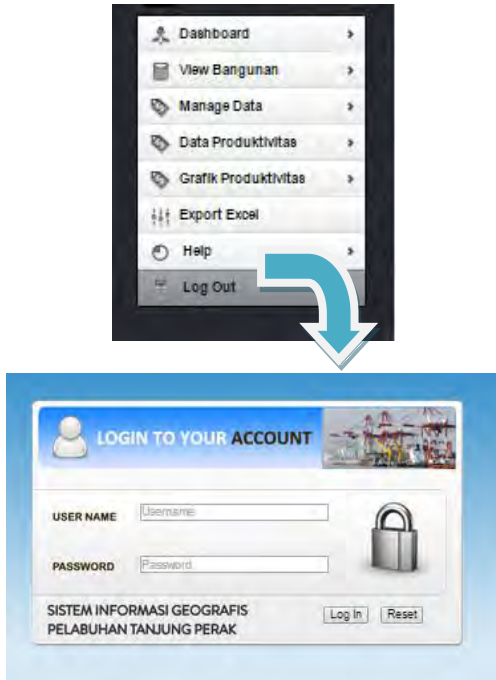 Dashboard
View Bangunan
Manage Data
Data Produktivitas
Grafik Produktivitas
Export Excel
Help
Log Out
LOGIN TO YOUR ACCOUNT
USER NAME Username
PASSWORD Password
SISTEM INFORMASI GEOGRAFIS
PELABUHAN TANJUNG PERAK
Log In Reset